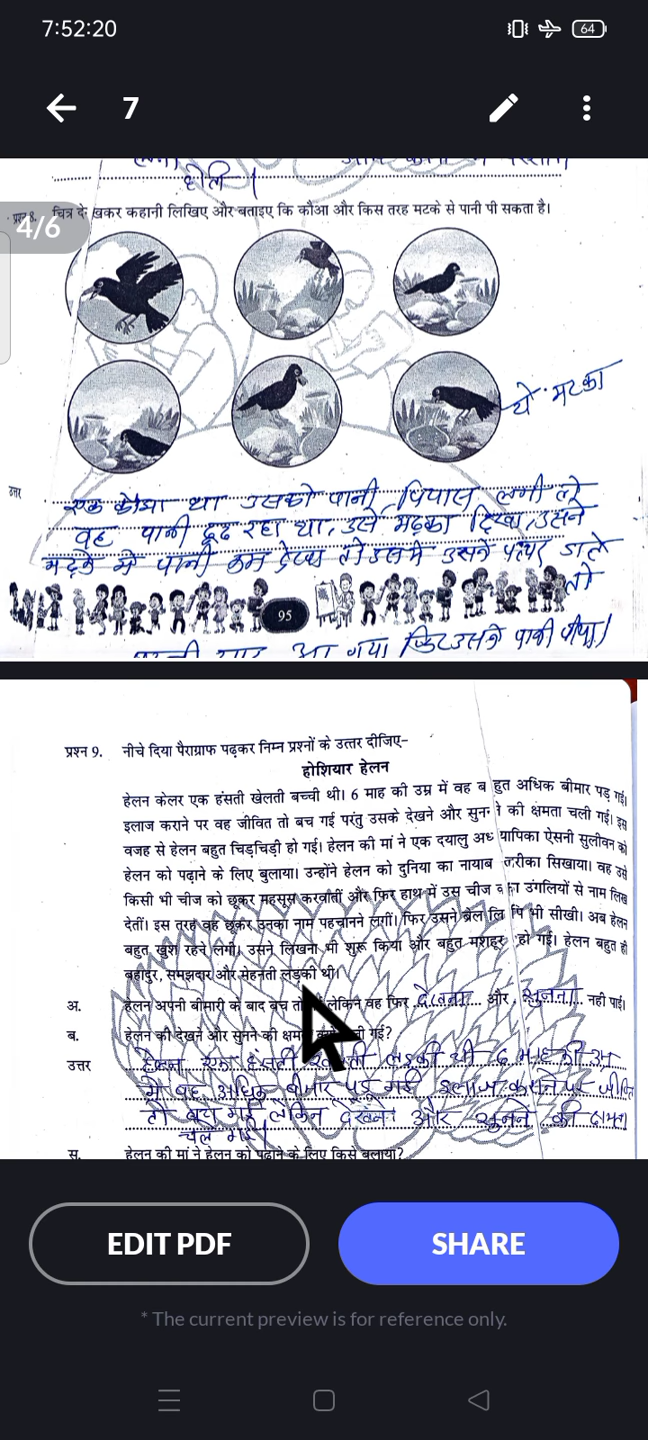 7:52:20
64
7
होती।
4/6
चित्र देखकर कहानी लिखिए और बताइए कि कौआ और किस तरह मटके से पानी पी सकता है।
ये मटका
उत्तर
एक कौआ था उसको पानी पियास लगी तो
वह पानी ढूढ रहा था, उसे मटका दिखा, उसने
मटके में पानी कम देखा तो उसमें उसने पत्थर डाले
तो
95
आ गया फिर उसने पानी पीया।
प्रश्न 9. नीचे दिया पैराग्राफ पढ़कर निम्न प्रश्नों के उत्तर दीजिए-
होशियार हेलन
हेलन केलर एक हंसती खेलती बच्ची थी। 6 माह की उम्र में वह बहुत अधिक बीमार पड़ गई।
इलाज कराने पर वह जीवित तो बच गई परंतु उसके देखने और सुनने की क्षमता चली गई। इस
वजह से हेलन बहुत चिड़चिड़ी हो गई। हेलन की मां ने एक दयालु अध्यापिका ऐसनी सुलीवन को
हेलन को पढ़ाने के लिए बुलाया। उन्होंने हेलन को दुनिया का नायाब तरीका सिखाया। वह उसे
किसी भी चीज को छूकर महसूस करवातीं और फिर हाथ में उस चीज का उंगलियों से नाम लिख
देतीं। इस तरह वह छूकर उनका नाम पहचानने लगीं। फिर उसने ब्रेल लिपि भी सीखी। अब हेलन
बहुत खुश रहने लगी। उसने लिखना भी शुरू किया और बहुत मशहूर हो गई। हेलन बहुत ही
बहादुर, समझदार और मेहनती लड़की थी।
अ. हेलन अपनी बीमारी के बाद बच तो लेकिन वह फिर देखना और सुनना नही पाई।
ब. हेलन की देखने और सुनने की गई?
उत्तर हेलन एक हंसती लड़की थी 6 माह की
में वह अधिक बीमार पड़ गई इलाज कराने पर
तो बच गई लेकिन देखने और सुनने की क्षमता
चले गई।
स. हेलन की मां ने हेलन को पढ़ाने के लिए किसे बुलाया?
EDIT PDF
SHARE
* The current preview is for reference only.